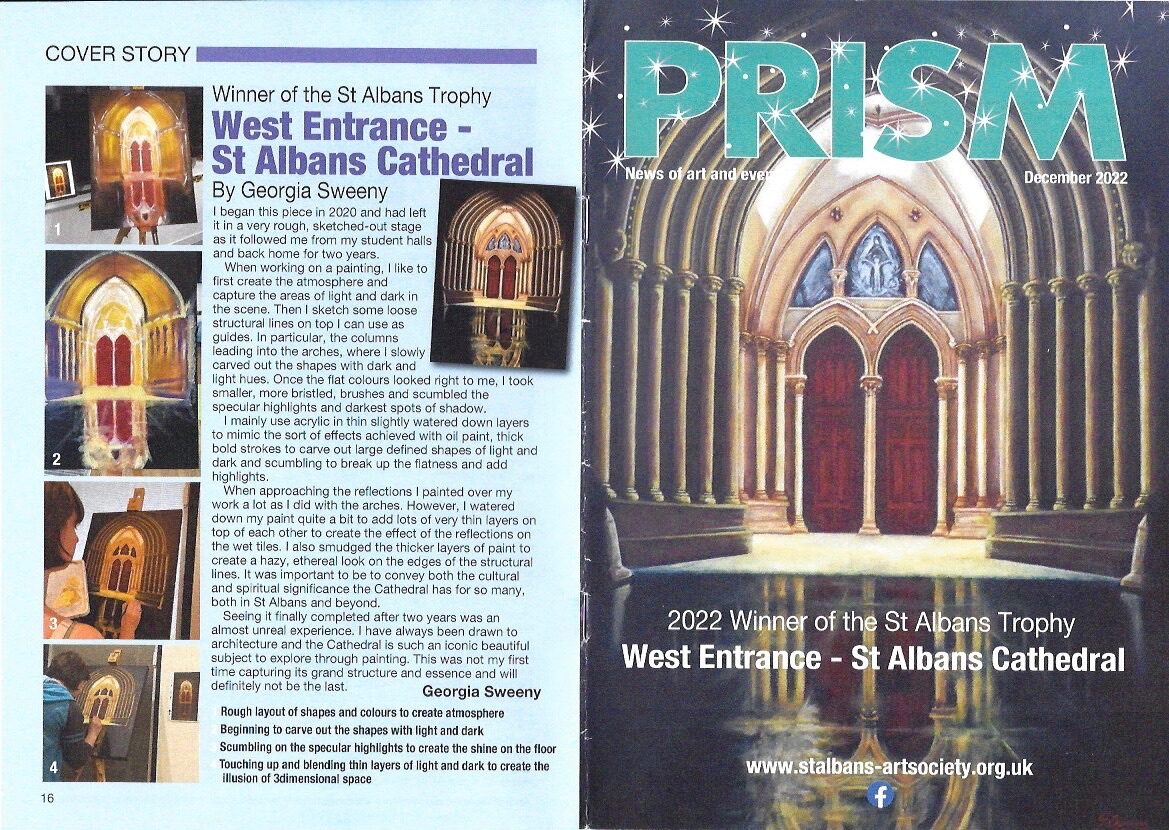 COVER STORY
Winner of the St Albans Trophy
West Entrance -
St Albans Cathedral
By Georgia Sweeny
I began this piece in 2020 and had left
it in a very rough, sketched-out stage
as it followed me from my student halls
and back home for two years.
When working on a painting, I like to
first create the atmosphere and
capture the areas of light and dark in
the scene. Then I sketch some loose
structural lines on top I can use as
guides. In particular, the columns
leading into the arches, where I slowly
carved out the shapes with dark and
light hues. Once the flat colours looked right to me, I took
smaller, more bristled, brushes and scumbled the
specular highlights and darkest spots of shadow.
I mainly use acrylic in thin slightly watered down layers
to mimic the sort of effects achieved with oil paint, thick
bold strokes to carve out large defined shapes of light and
dark and scumbling to break up the flatness and add
highlights.
When approaching the reflections I painted over my
work a lot as I did with the arches. However, I watered
down my paint quite a bit to add lots of very thin layers on
top of each other to create the effect of the reflections on
the wet tiles. I also smudged the thicker layers of paint to
create a hazy, ethereal look on the edges of the structural
lines. It was important to be to convey both the cultural
and spiritual significance the Cathedral has for so many,
both in St Albans and beyond.
Seeing it finally completed after two years was an
almost unreal experience. I have always been drawn to
architecture and the Cathedral is such an iconic beautiful
subject to explore through painting. This was not my first
time capturing its grand structure and essence and will
definitely not be the last.
Georgia Sweeny
Rough layout of shapes and colours to create atmosphere
Beginning to carve out the shapes with light and dark
Scumbling on the specular highlights to create the shine on the floor
Touching up and blending thin layers of light and dark to create the
illusion of 3dimensional space
1
2
3
4
16
PRISM
News of art and even
December 2022
2022 Winner of the St Albans Trophy
West Entrance - St Albans Cathedral
www.stalbans-artsociety.org.uk
f